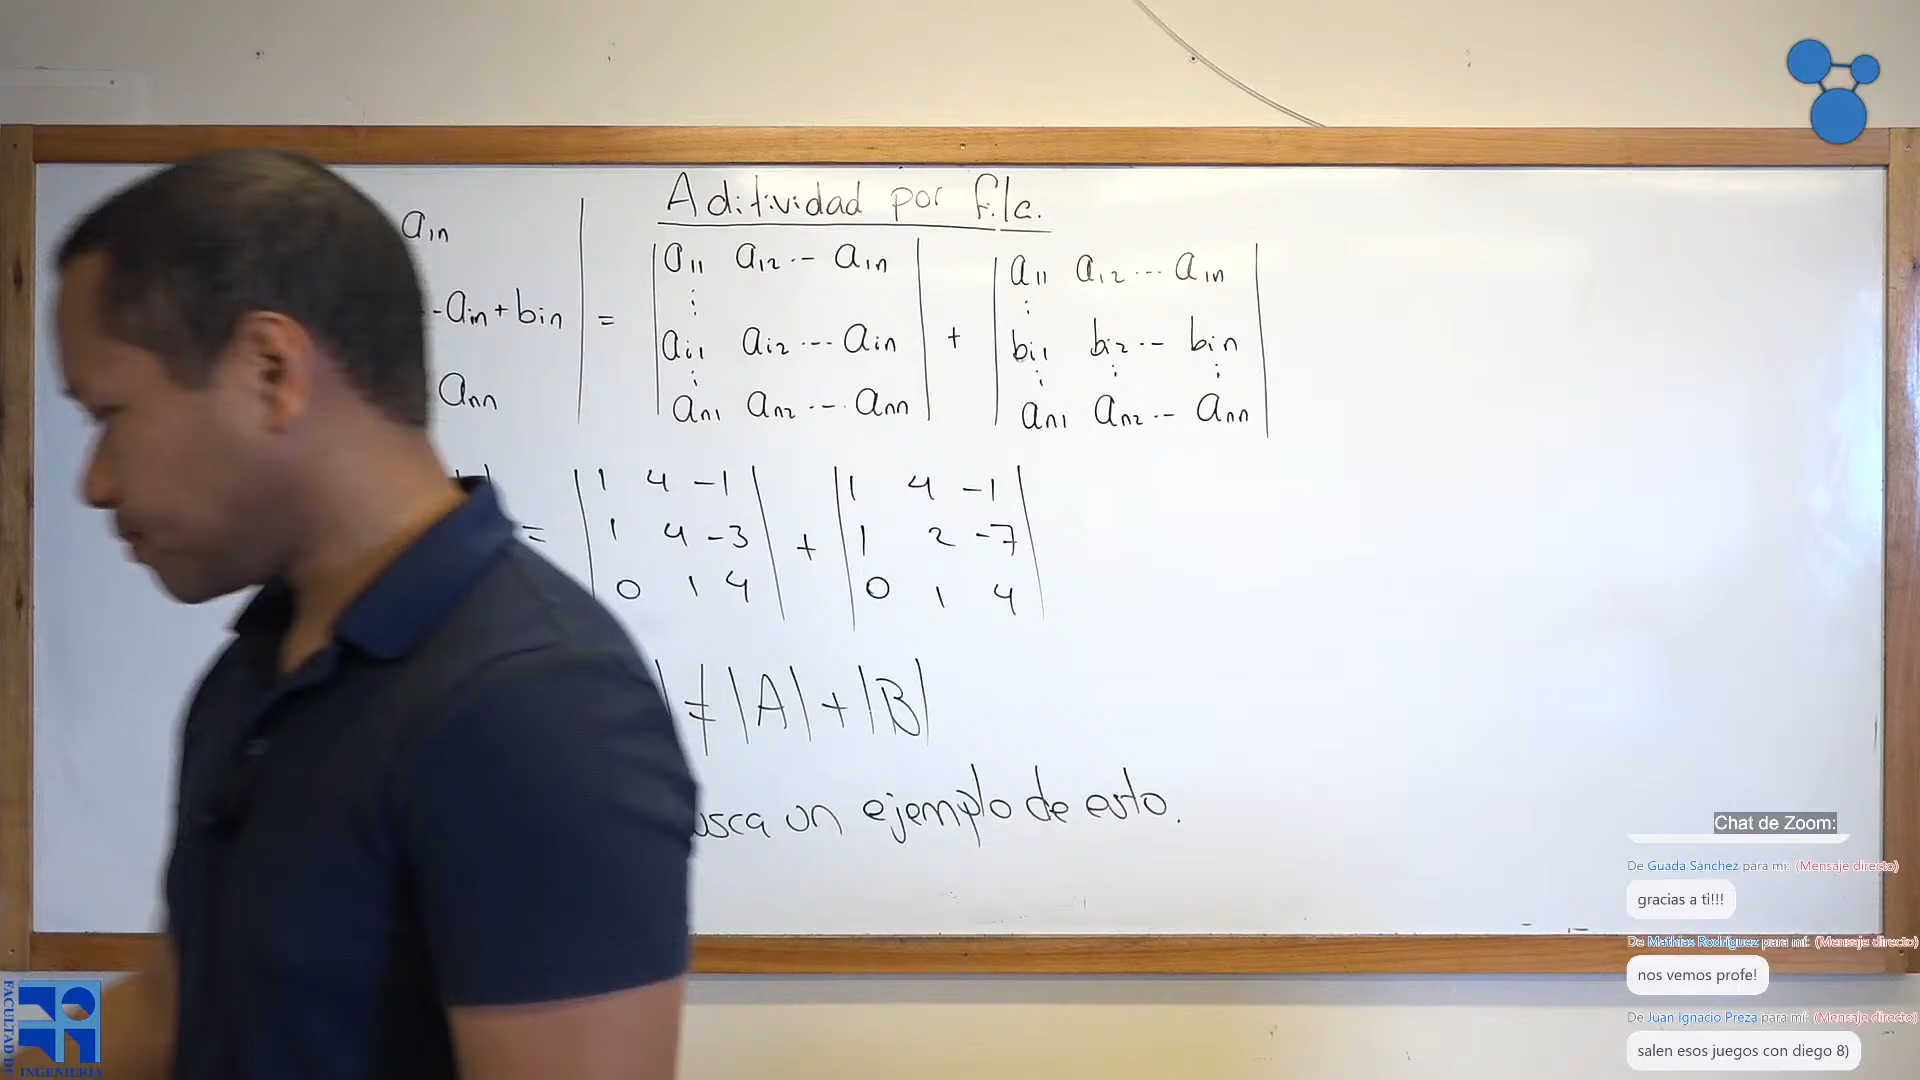 Aditividad por fila.
a₁ₙ | = | a₁₁ a₁₂ ... a₁ₙ | + | a₁₁ a₁₂ ... a₁ₙ |
⋮ ⋮
-aᵢₙ+bᵢₙ | aᵢ₁ aᵢ₂ ... aᵢₙ | | bᵢ₁ bᵢ₂ ... bᵢₙ |
⋮ ⋮ ⋮ ⋮
aₙₙ | aₙ₁ aₙ₂ ... aₙₙ | | aₙ₁ aₙ₂ ... aₙₙ |
| 1 4 -1 | | 1 4 -1 |
= | 1 4 -3 | + | 1 2 -7 |
| 0 1 4 | | 0 1 4 |
| ≠ |A| + |B|
un ejemplo de esto.
Chat de Zoom:
De Guada Sánchez para mí: (Mensaje directo)
gracias a ti!!!
De Mathias Rodríguez para mí: (Mensaje directo)
nos vemos profe!
De Juan Ignacio Preza para mí: (Mensaje directo)
salen esos juegos con diego 8)
FACULTAD DE
INGENIERIA